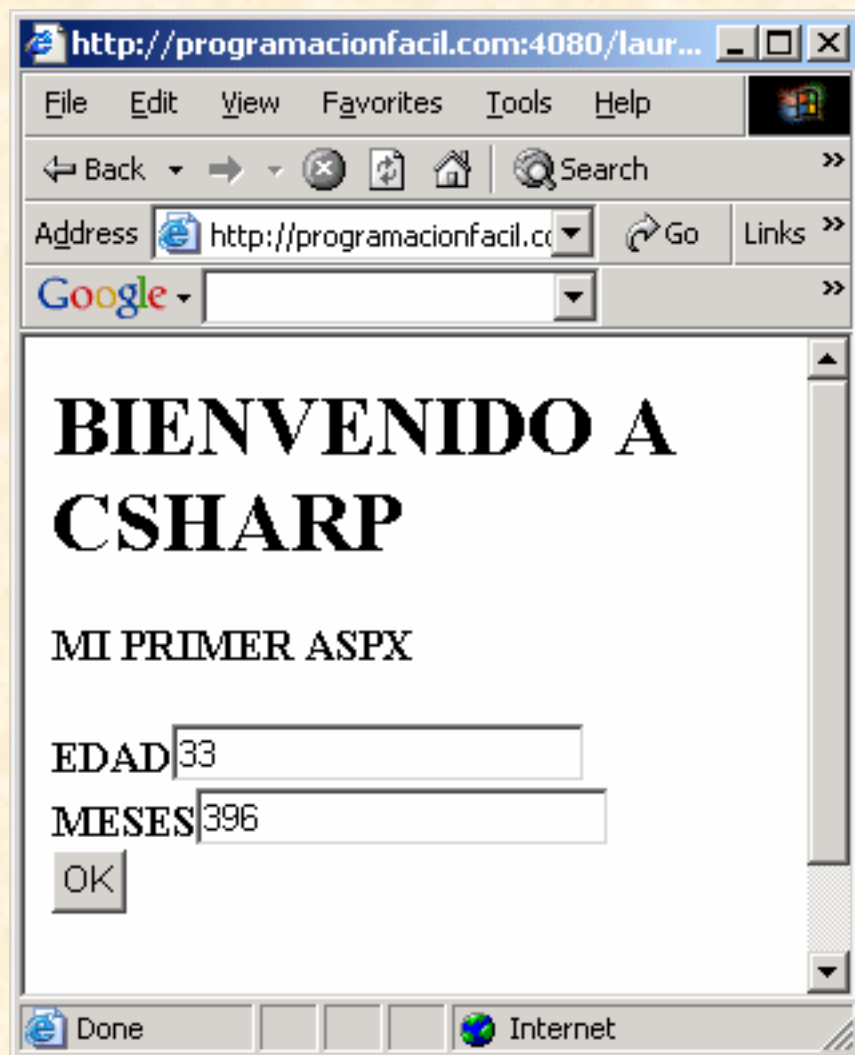 http://programacionfacil.com:4080/laur...
File Edit View Favorites Tools Help
Back Search »
Address http://programacionfacil.cc Go Links »
Google »
BIENVENIDO A
CSHARP
MI PRIMER ASPX
EDAD 33
MESES 396
OK
Done Internet